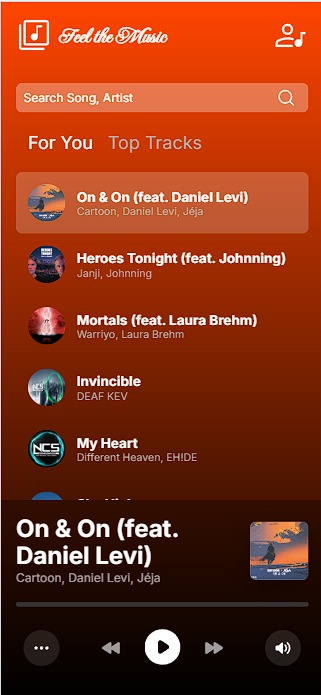 Feel the Music
Search Song, Artist
For You Top Tracks
On & On (feat. Daniel Levi)
Cartoon, Daniel Levi, Jéja
Heroes Tonight (feat. Johnning)
Janji, Johnning
Mortals (feat. Laura Brehm)
Warriyo, Laura Brehm
Invincible
DEAF KEV
NCS
My Heart
Different Heaven, EH!DE
On & On (feat.
Daniel Levi)
Cartoon, Daniel Levi, Jéja